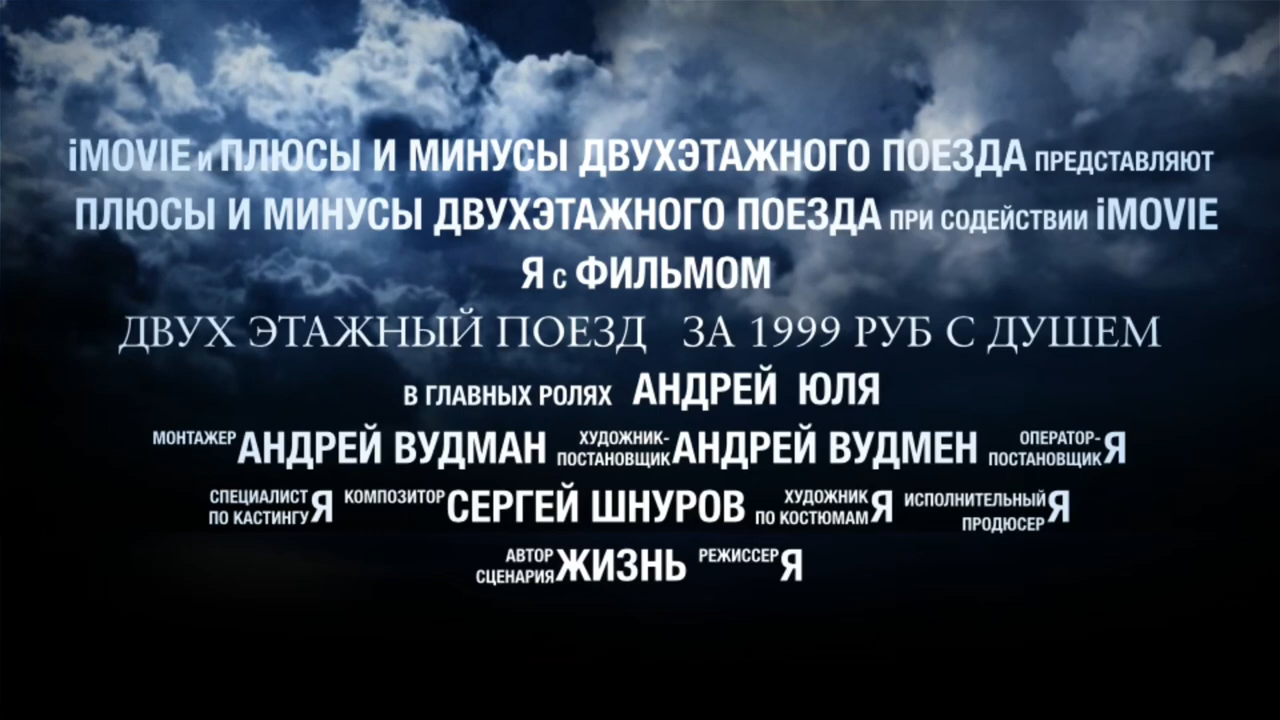 iMOVIE и ПЛЮСЫ И МИНУСЫ ДВУХЭТАЖНОГО ПОЕЗДА ПРЕДСТАВЛЯЮТ
ПЛЮСЫ И МИНУСЫ ДВУХЭТАЖНОГО ПОЕЗДА ПРИ СОДЕЙСТВИИ iMOVIE
Я С ФИЛЬМОМ
ДВУХ ЭТАЖНЫЙ ПОЕЗД ЗА 1999 РУБ С ДУШЕМ
В ГЛАВНЫХ РОЛЯХ АНДРЕЙ ЮЛЯ
МОНТАЖЕР АНДРЕЙ ВУДМАН ХУДОЖНИК-ПОСТАНОВЩИК АНДРЕЙ ВУДМЕН ОПЕРАТОР-ПОСТАНОВЩИК Я
СПЕЦИАЛИСТ ПО КАСТИНГУ Я КОМПОЗИТОР СЕРГЕЙ ШНУРОВ ХУДОЖНИК ПО КОСТЮМАМ Я ИСПОЛНИТЕЛЬНЫЙ ПРОДЮСЕР Я
АВТОР СЦЕНАРИЯ ЖИЗНЬ РЕЖИССЕР Я